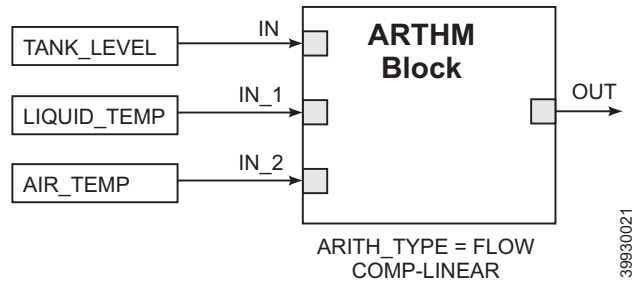 TANK_LEVEL
IN
LIQUID_TEMP
IN_1
AIR_TEMP
IN_2
ARTHM
Block
OUT
ARITH_TYPE = FLOW
COMP-LINEAR
39930021